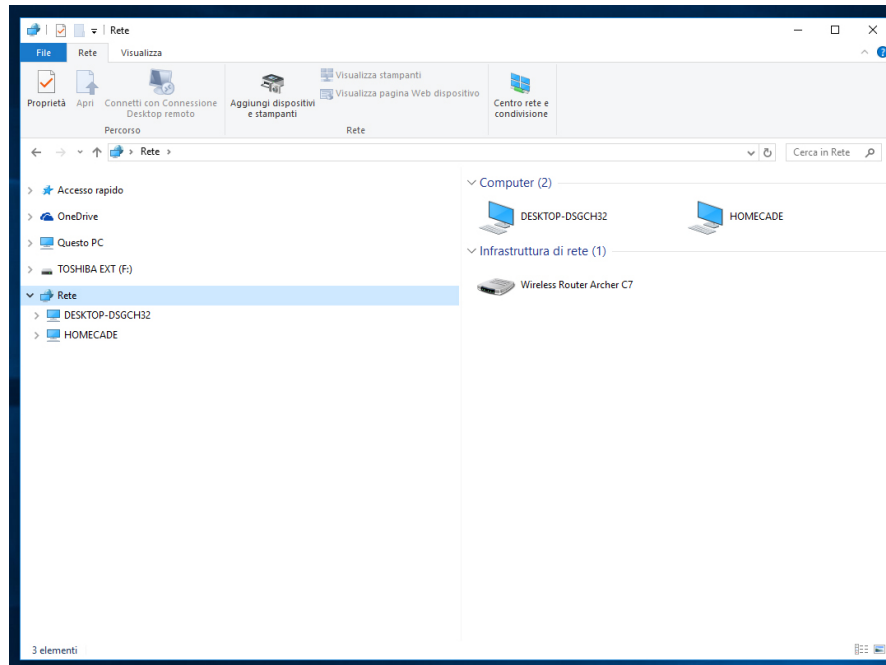 Rete
File Rete Visualizza
Proprietà
Apri
Connetti con Connessione
Desktop remoto
Percorso
Aggiungi dispositivi
e stampanti
Visualizza stampanti
Visualizza pagina Web dispositivo
Rete
Centro rete e
condivisione
Rete
Cerca in Rete
Accesso rapido
OneDrive
Questo PC
TOSHIBA EXT (F:)
Rete
DESKTOP-DSGCH32
HOMECADE
Computer (2)
DESKTOP-DSGCH32
HOMECADE
Infrastruttura di rete (1)
Wireless Router Archer C7
3 elementi